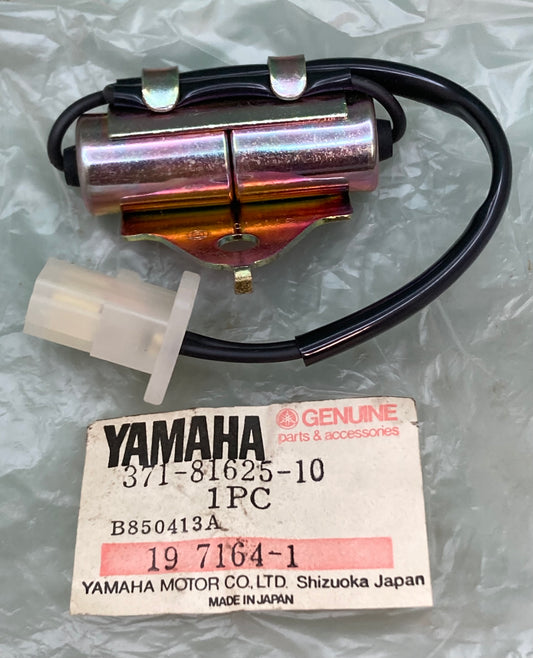 YAMAHA GENUINE
parts & accessories
371-81625-10
1PC
B850413A
19 7164-1
YAMAHA MOTOR CO., LTD. Shizuoka Japan
MADE IN JAPAN